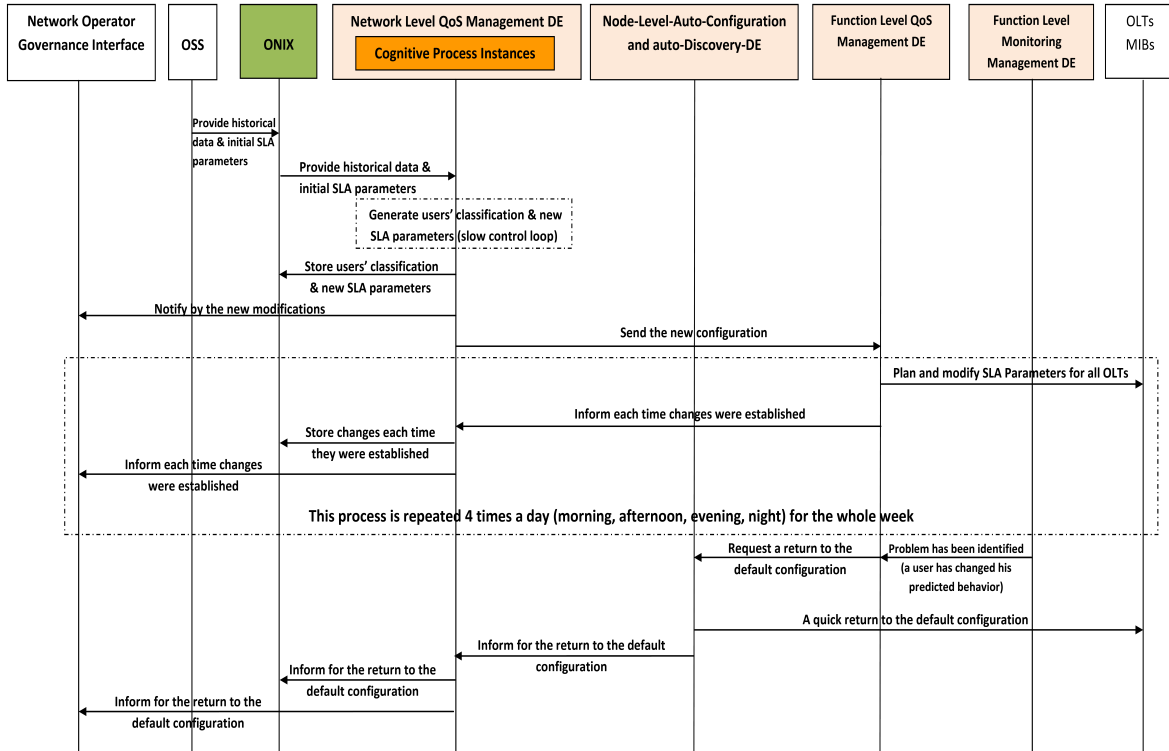 Network Operator
Governance Interface
OSS
ONIX
Network Level QoS Management DE
Cognitive Process Instances
Node-Level-Auto-Configuration
and auto-Discovery-DE
Function Level QoS
Management DE
Function Level
Monitoring
Management DE
OLTs
MIBs
Provide historical
data & initial SLA
parameters
Provide historical data &
initial SLA parameters
Generate users’ classification & new
SLA parameters (slow control loop)
Store users’ classification
& new SLA parameters
Notify by the new modifications
Send the new configuration
Plan and modify SLA Parameters for all OLTs
Inform each time changes were established
Store changes each time
they were established
Inform each time changes
were established
This process is repeated 4 times a day (morning, afternoon, evening, night) for the whole week
Request a return to the
default configuration
Problem has been identified
(a user has changed his
predicted behavior)
A quick return to the default configuration
Inform for the return to the default
configuration
Inform for the return to the
default configuration
Inform for the return to the
default configuration